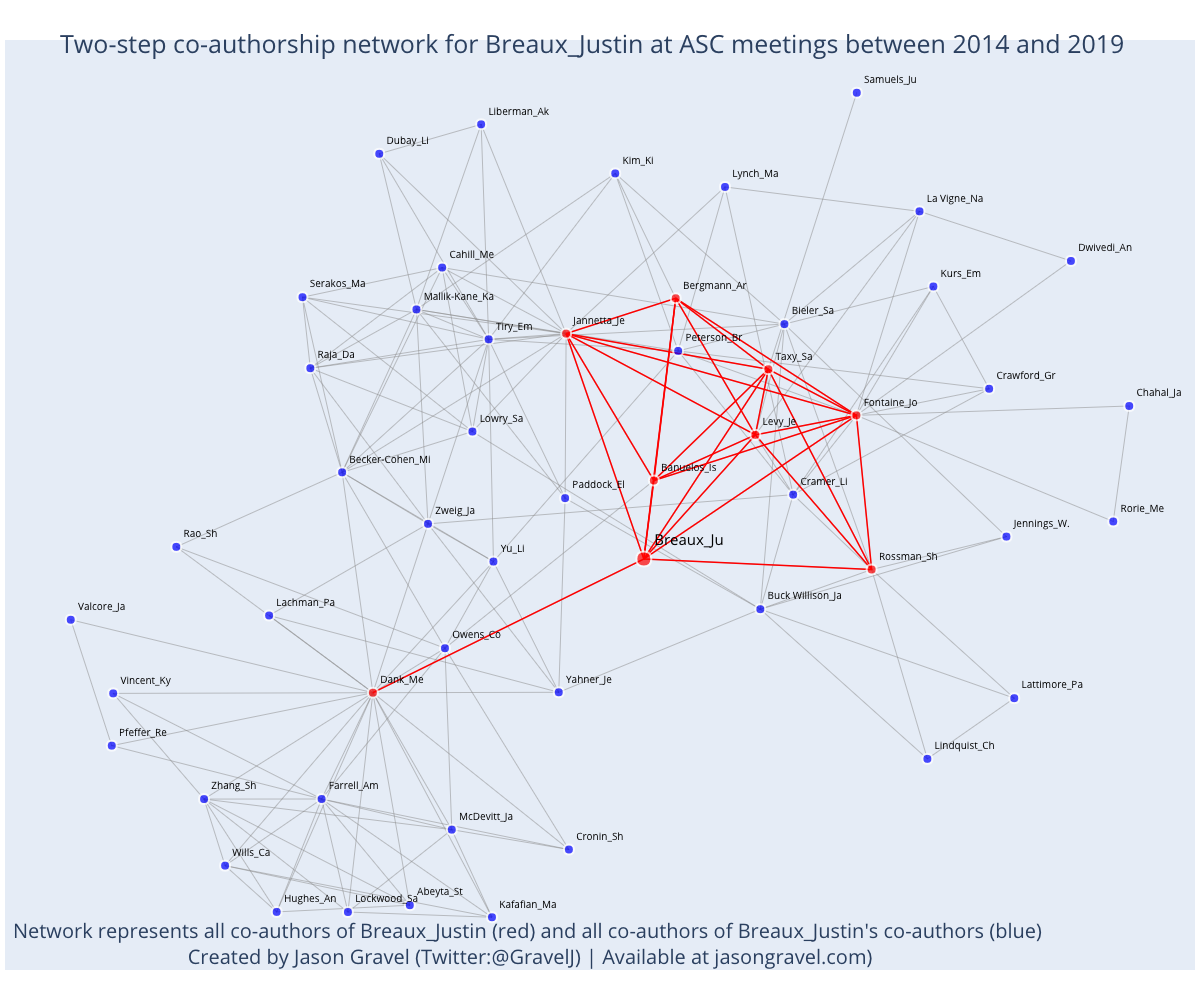 Two-step co-authorship network for Breaux_Justin at ASC meetings between 2014 and 2019
Samuels_Ju
Liberman_Ak
Dubay_Li
Kim_Ki
Lynch_Ma
La Vigne_Na
Dwivedi_An
Cahill_Me
Kurs_Em
Serakos_Ma
Bergmann_Ar
Mallik-Kane_Ka
Bieler_Sa
Jannetta_Je
Tiry_Em
Peterson_Br
Raja_Da
Taxy_Sa
Crawford_Gr
Chahal_Ja
Fontaine_Jo
Lowry_Sa
Levy_Je
Becker-Cohen_Mi
Banuelos_Is
Paddock_El
Cramer_Li
Rorie_Me
Zweig_Ja
Jennings_W.
Rao_Sh
Breaux_Ju
Yu_Li
Rossman_Sh
Buck Willison_Ja
Lachman_Pa
Valcore_Ja
Owens_Co
Dank_Me
Vincent_Ky
Yahner_Je
Lattimore_Pa
Pfeffer_Re
Lindquist_Ch
Zhang_Sh
Farrell_Am
McDevitt_Ja
Cronin_Sh
Wills_Ca
Abeyta_St
Hughes_An
Lockwood_Sa
Kafafian_Ma
Network represents all co-authors of Breaux_Justin (red) and all co-authors of Breaux_Justin's co-authors (blue)
Created by Jason Gravel (Twitter:@GravelJ) | Available at jasongravel.com)